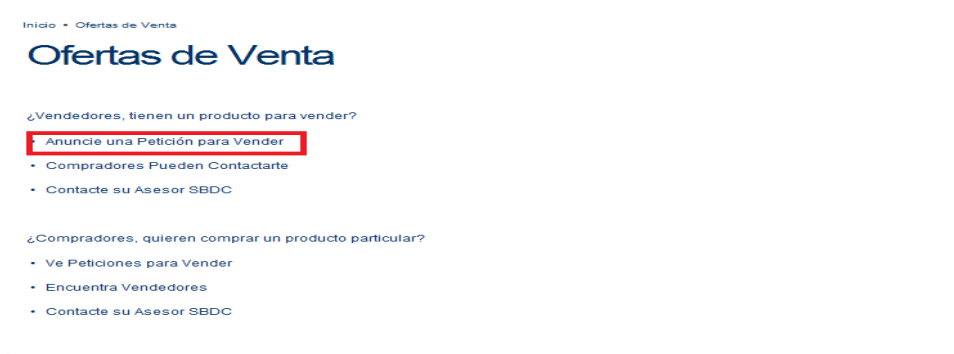 Inicio • Ofertas de Venta
Ofertas de Venta
¿Vendedores, tienen un producto para vender?
• Anuncie una Petición para Vender
• Compradores Pueden Contactarte
• Contacte su Asesor SBDC
¿Compradores, quieren comprar un producto particular?
• Ve Peticiones para Vender
• Encuentra Vendedores
• Contacte su Asesor SBDC